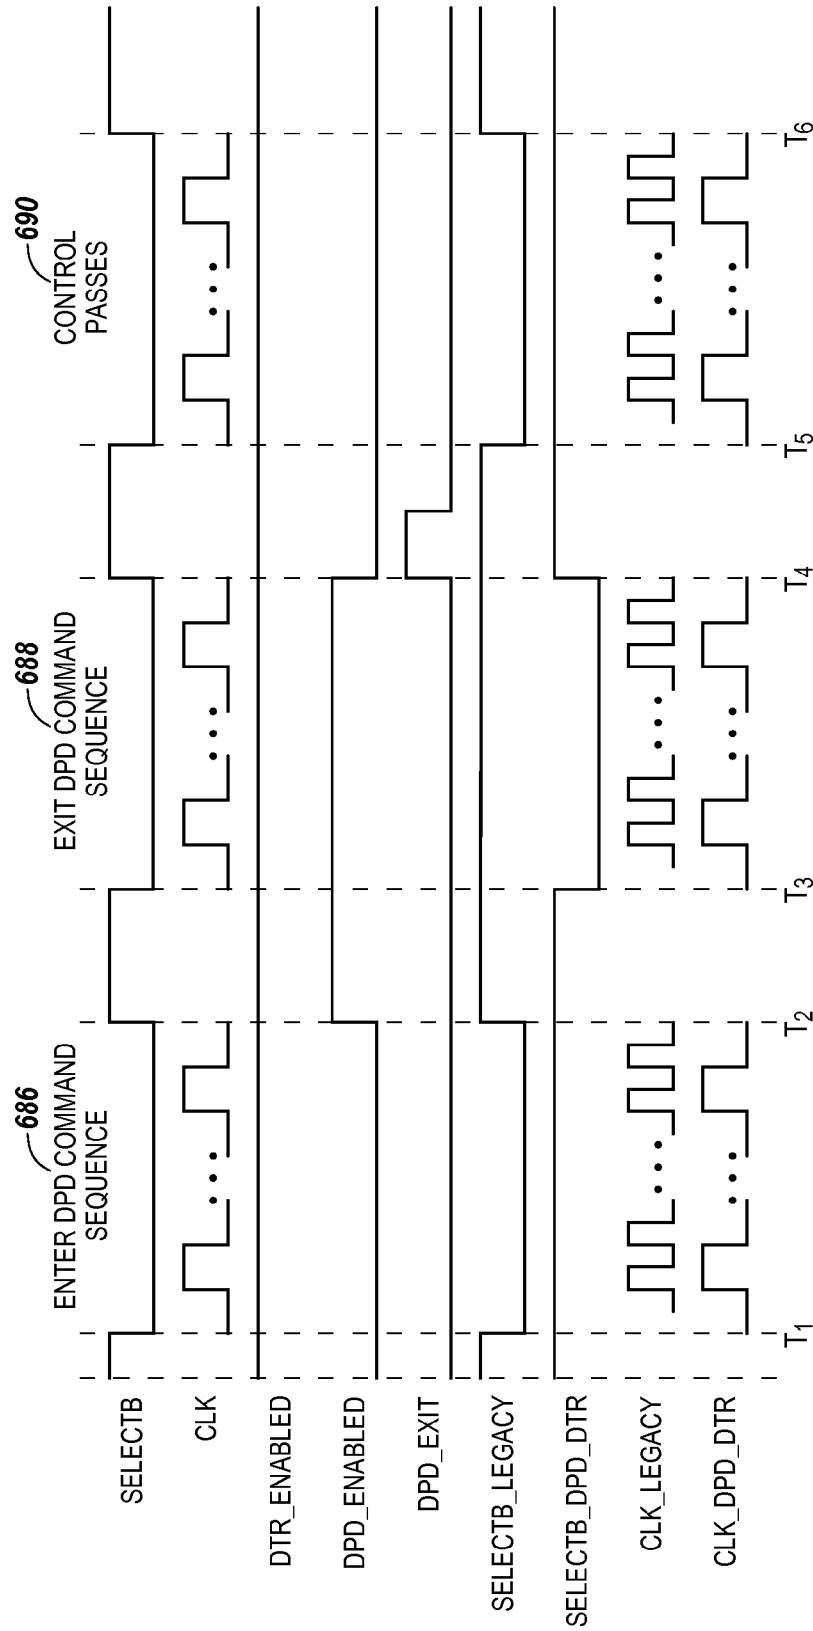 686
ENTER DPD COMMAND
SEQUENCE
688
EXIT DPD COMMAND
SEQUENCE
690
CONTROL
PASSES
SELECTB
CLK
DTR_ENABLED
DPD_ENABLED
DPD_EXIT
SELECTB_LEGACY
SELECTB_DPD_DTR
CLK_LEGACY
CLK_DPD_DTR
T1
T2
T3
T4
T5
T6